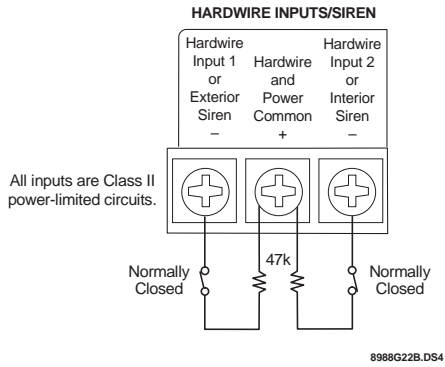 HARDWIRE INPUTS/SIREN
Hardwire
Input 1
or
Exterior
Siren
–
Hardwire
and
Power
Common
+
Hardwire
Input 2
or
Interior
Siren
–
All inputs are Class II
power-limited circuits.
Normally
Closed
47k
Normally
Closed
8988G22B.DS4